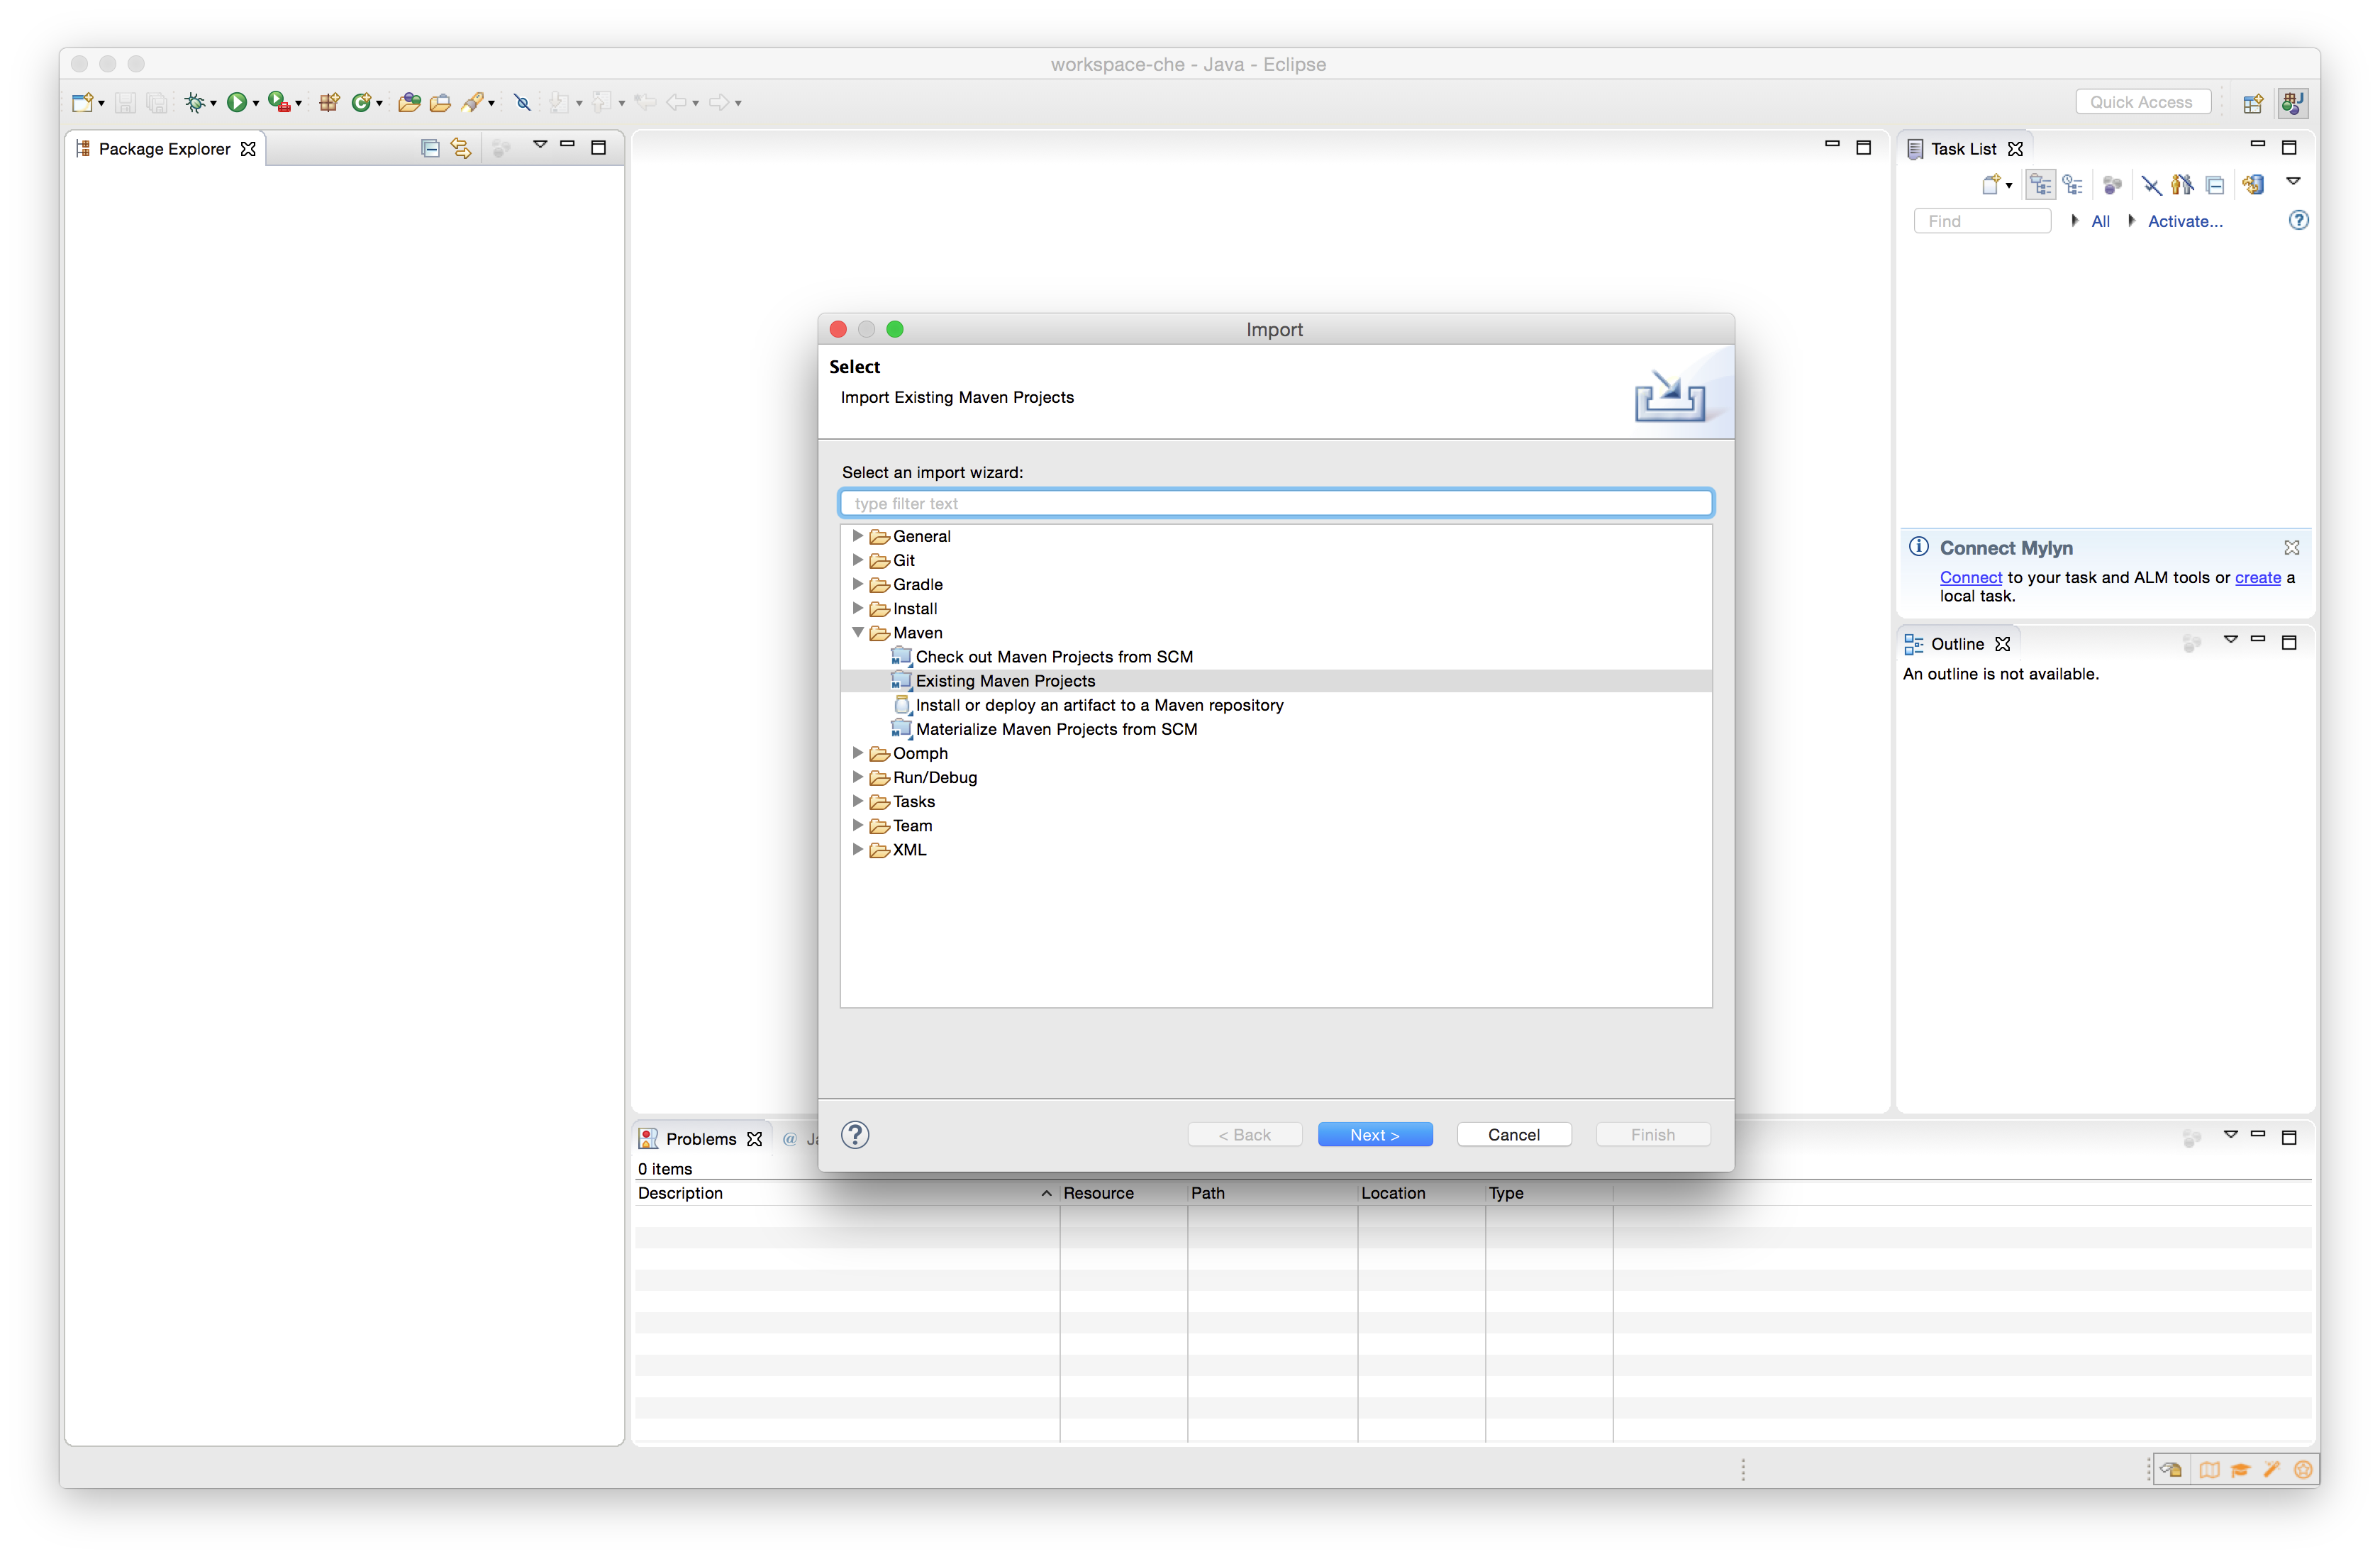 workspace-che - Java - Eclipse
Quick Access
Package Explorer
Task List
Find
All
Activate...
Import
Select
Import Existing Maven Projects
Select an import wizard:
type filter text
General
Git
Gradle
Install
Maven
Check out Maven Projects from SCM
Existing Maven Projects
Install or deploy an artifact to a Maven repository
Materialize Maven Projects from SCM
Oomph
Run/Debug
Tasks
Team
XML
< Back
Next >
Cancel
Finish
Connect Mylyn
Connect to your task and ALM tools or create a
local task.
Outline
An outline is not available.
Problems
@ Ja
0 items
Description
Resource
Path
Location
Type